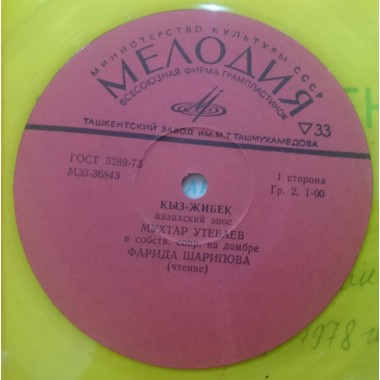 МИНИСТЕРСТВО КУЛЬТУРЫ СССР
МЕЛОДИЯ
ВСЕСОЮЗНАЯ ФИРМА ГРАМПЛАСТИНОК
33
ТАШКЕНТСКИЙ ЗАВОД ИМ. М.Т. ТАШМУХАМЕДОВА
ГОСТ 5289-73
М30-36843
1 сторона
Гр. 2. 1-00
КЫЗ-ЖИБЕК
казахский эпос
МУХТАР УТЕБАЕВ
в собств. сопр. на домбре
ФАРИДА ШАРИПОВА
(чтение)
1978